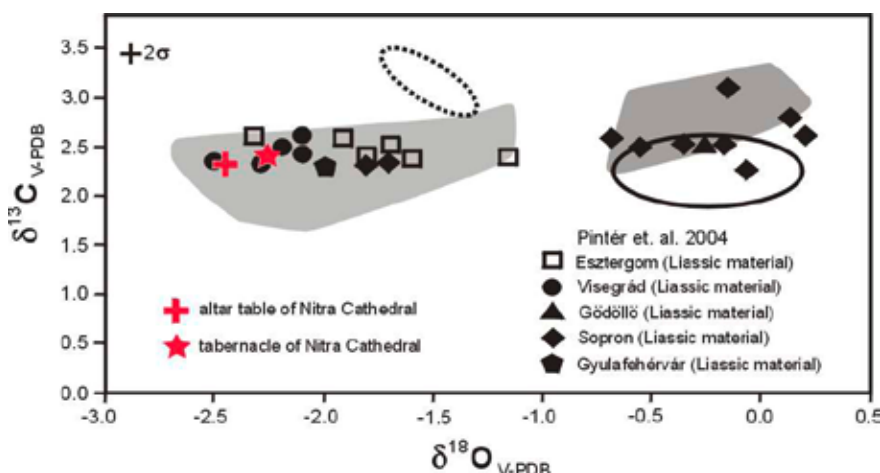 3.5
+2σ
3.0
2.5
2.0
1.5
1.0
0.5
0.0
δ13C V-PDB
Pintér et. al. 2004
Esztergom (Liassic material)
Visegrád (Liassic material)
Gödöllö (Liassic material)
Sopron (Liassic material)
Gyulafehérvár (Liassic material)
altar table of Nitra Cathedral
tabernacle of Nitra Cathedral
-3.0 -2.5 -2.0 -1.5 -1.0 -0.5 0.0 0.5
δ18O V-PDB